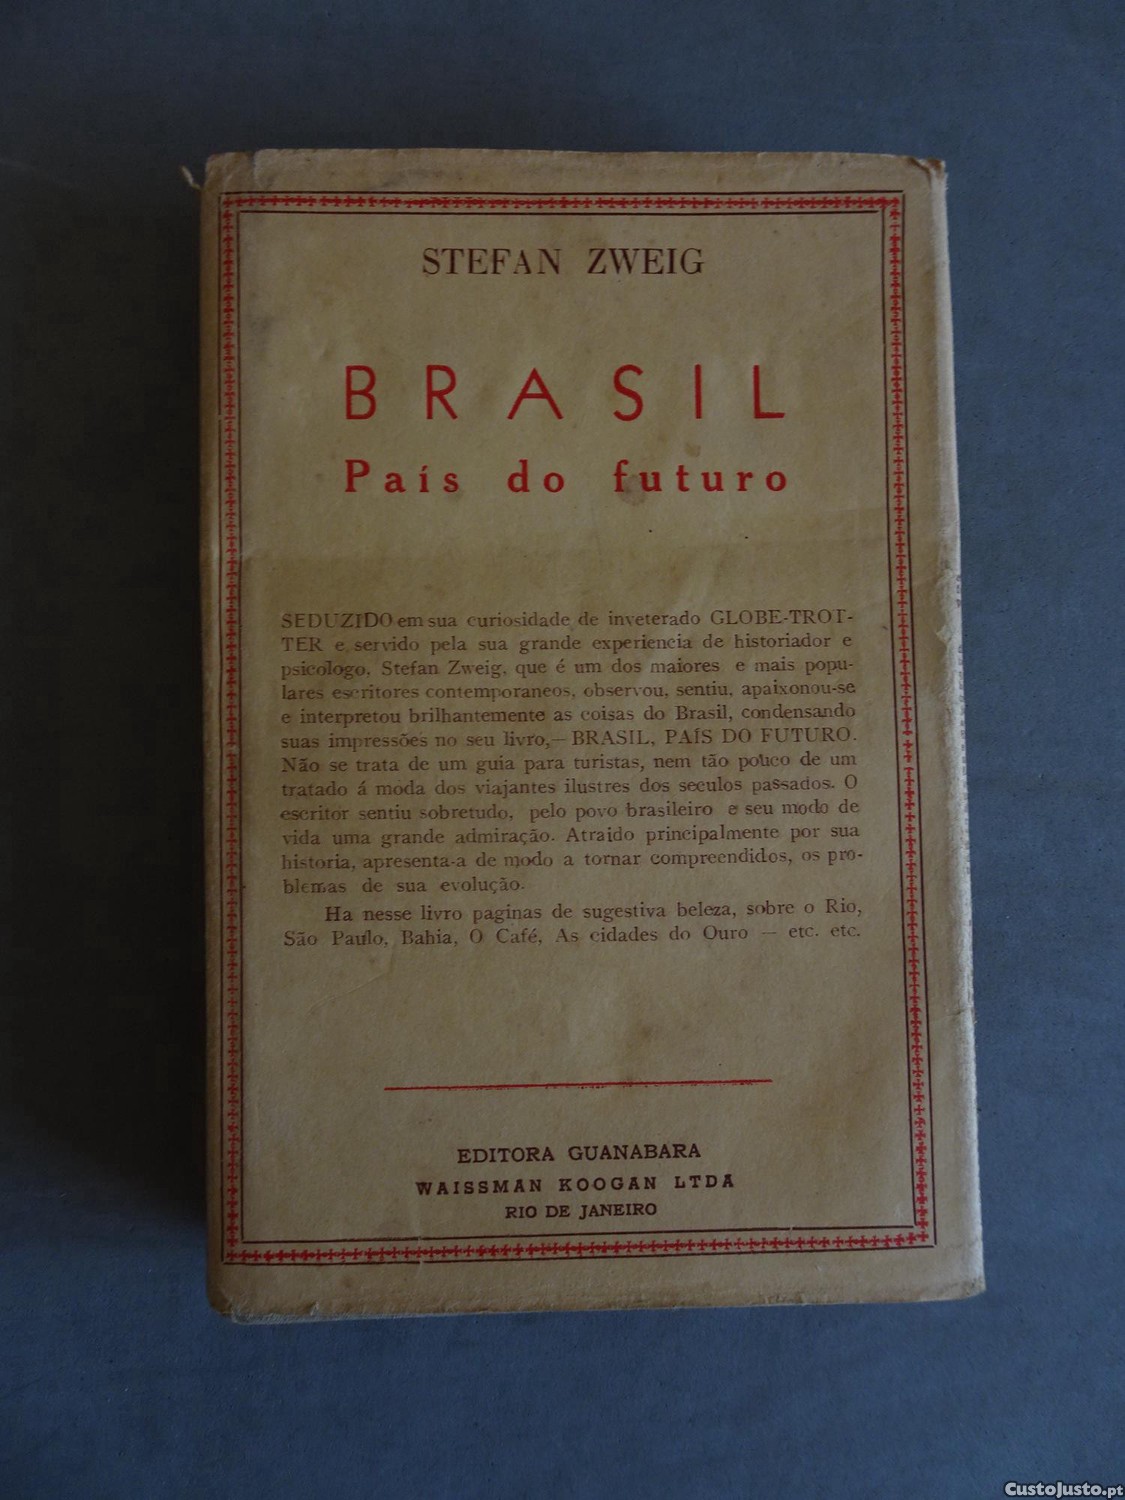 STEFAN ZWEIG
BRASIL
País do futuro
SEDUZIDO em sua curiosidade de inveterado GLOBE-TROT-
TER e servido pela sua grande experiencia de historiador e
psicologo, Stefan Zweig, que é um dos maiores e mais popu-
lares escritores contemporaneos, observou, sentiu, apaixonou-se
e interpretou brilhantemente as coisas do Brasil, condensando
suas impressões no seu livro,— BRASIL, PAÍS DO FUTURO.
Não se trata de um guia para turistas, nem tão pouco de um
tratado á moda dos viajantes ilustres dos seculos passados. O
escritor sentiu sobretudo, pelo povo brasileiro e seu modo de
vida uma grande admiração. Atraido principalmente por sua
historia, apresenta-a de modo a tornar compreendidos, os pro-
blemas de sua evolução.
Ha nesse livro paginas de sugestiva beleza, sobre o Rio,
São Paulo, Bahia, O Café, As cidades do Ouro — etc. etc.
EDITORA GUANABARA
WAISSMAN KOOGAN LTDA
RIO DE JANEIRO
CustoJusto.pt